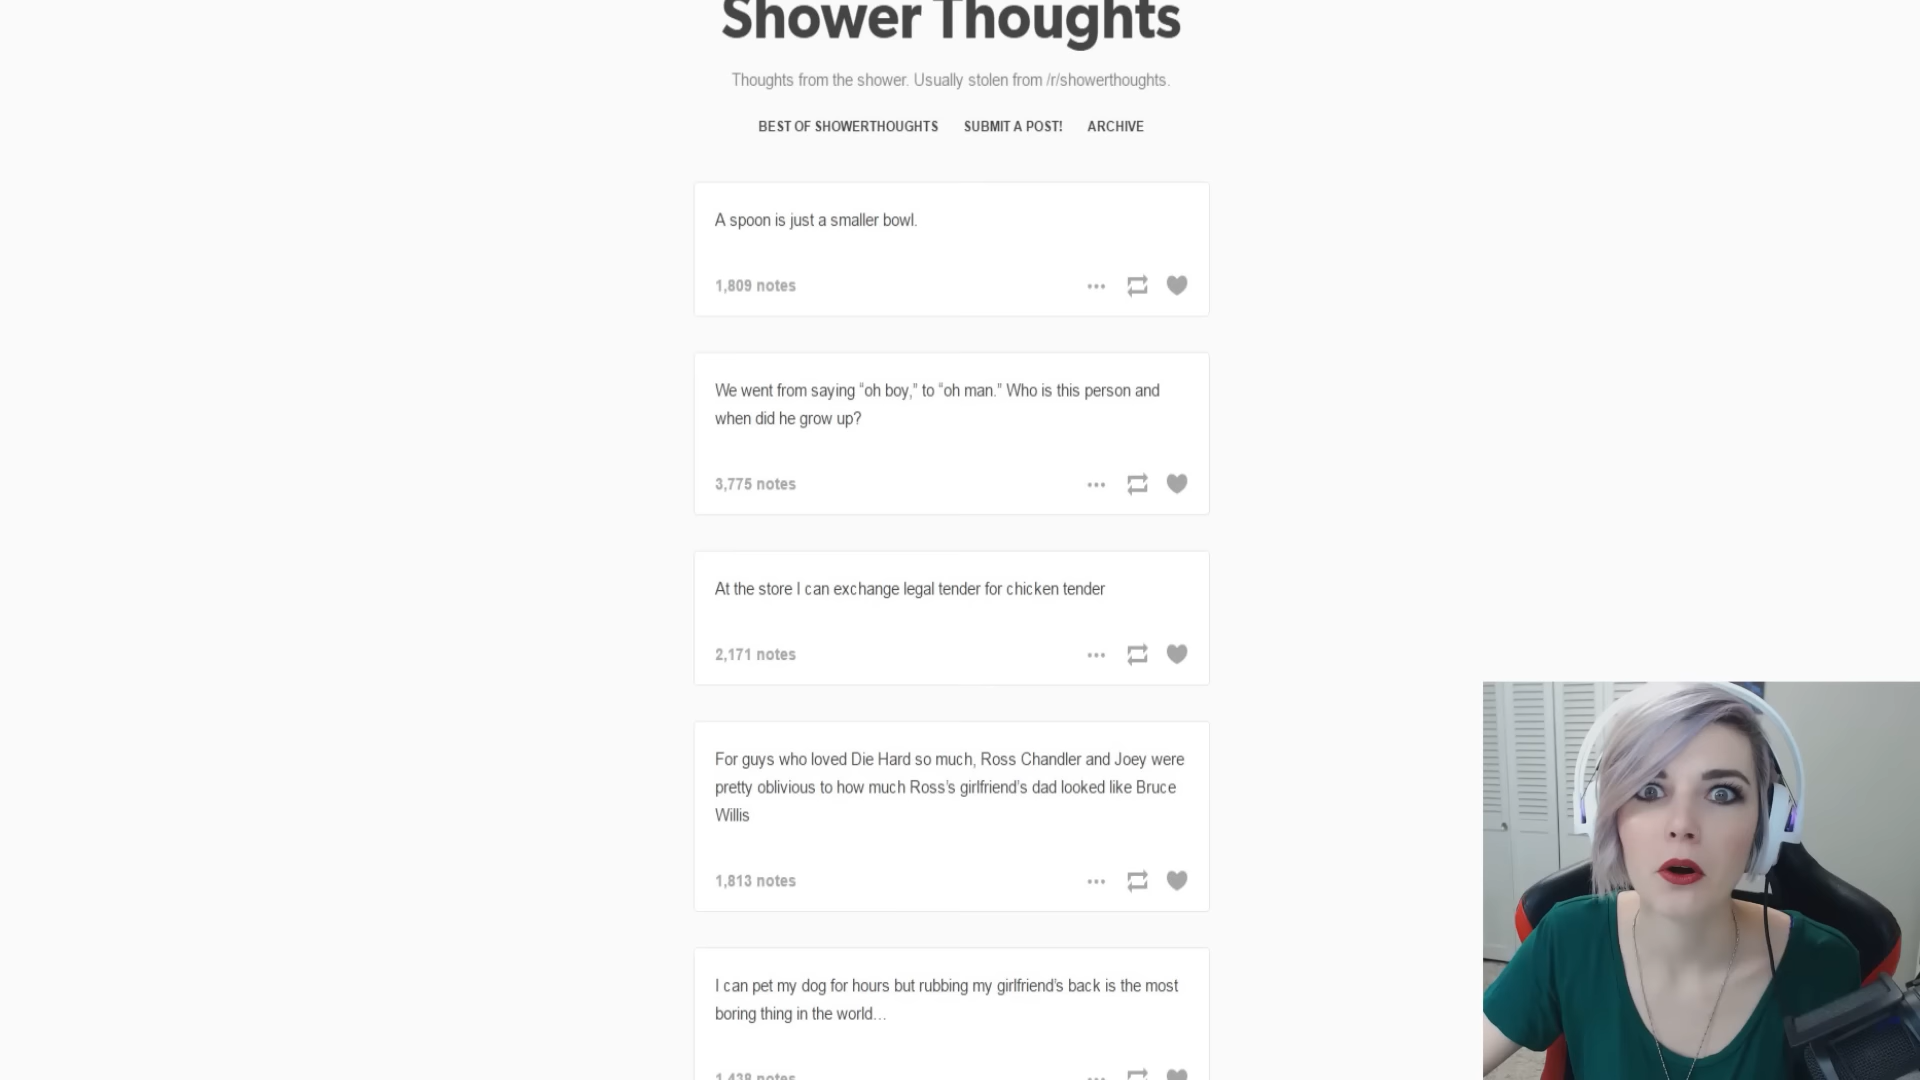 Shower Thoughts
Thoughts from the shower. Usually stolen from /r/showerthoughts.
BEST OF SHOWERTHOUGHTS SUBMIT A POST! ARCHIVE
A spoon is just a smaller bowl.
1,809 notes
We went from saying “oh boy,” to “oh man.” Who is this person and
when did he grow up?
3,775 notes
At the store I can exchange legal tender for chicken tender
2,171 notes
For guys who loved Die Hard so much, Ross Chandler and Joey were
pretty oblivious to how much Ross’s girlfriend’s dad looked like Bruce
Willis
1,813 notes
I can pet my dog for hours but rubbing my girlfriend’s back is the most
boring thing in the world…
1,438 notes